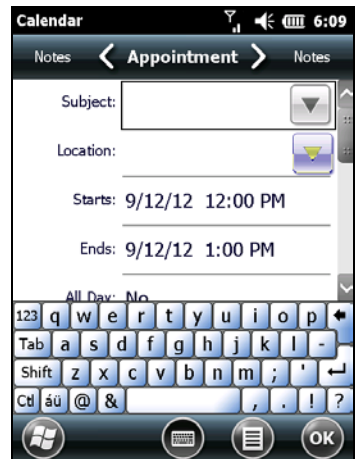 Calendar 6:09
Notes Appointment Notes
Subject:
Location:
Starts: 9/12/12 12:00 PM
Ends: 9/12/12 1:00 PM
All Day: No
123 q w e r t y u i o p
Tab a s d f g h j k l -
Shift z x c v b n m ; '
Ctl áü @ & , . ! ?
OK